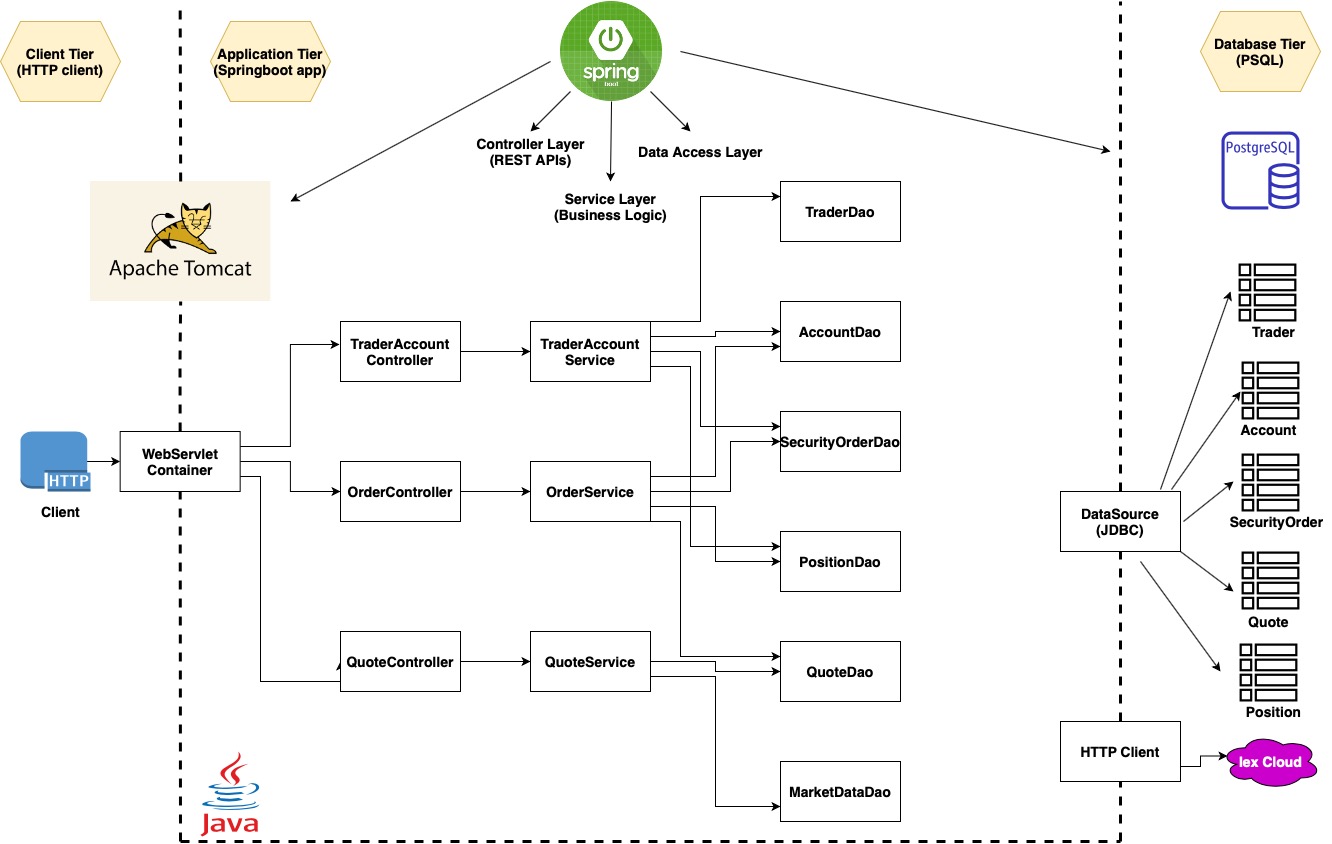 Client Tier
(HTTP client)
Application Tier
(Springboot app)
spring
boot
Database Tier
(PSQL)
Controller Layer
(REST APIs)
Data Access Layer
Service Layer
(Business Logic)
PostgreSQL
Apache Tomcat
TraderDao
TraderAccount
Controller
TraderAccount
Service
AccountDao
Trader
Account
WebServlet
Container
HTTP
Client
OrderController
OrderService
SecurityOrderDao
DataSource
(JDBC)
SecurityOrder
PositionDao
Quote
QuoteController
QuoteService
QuoteDao
Position
HTTP Client
Iex Cloud
MarketDataDao
Java